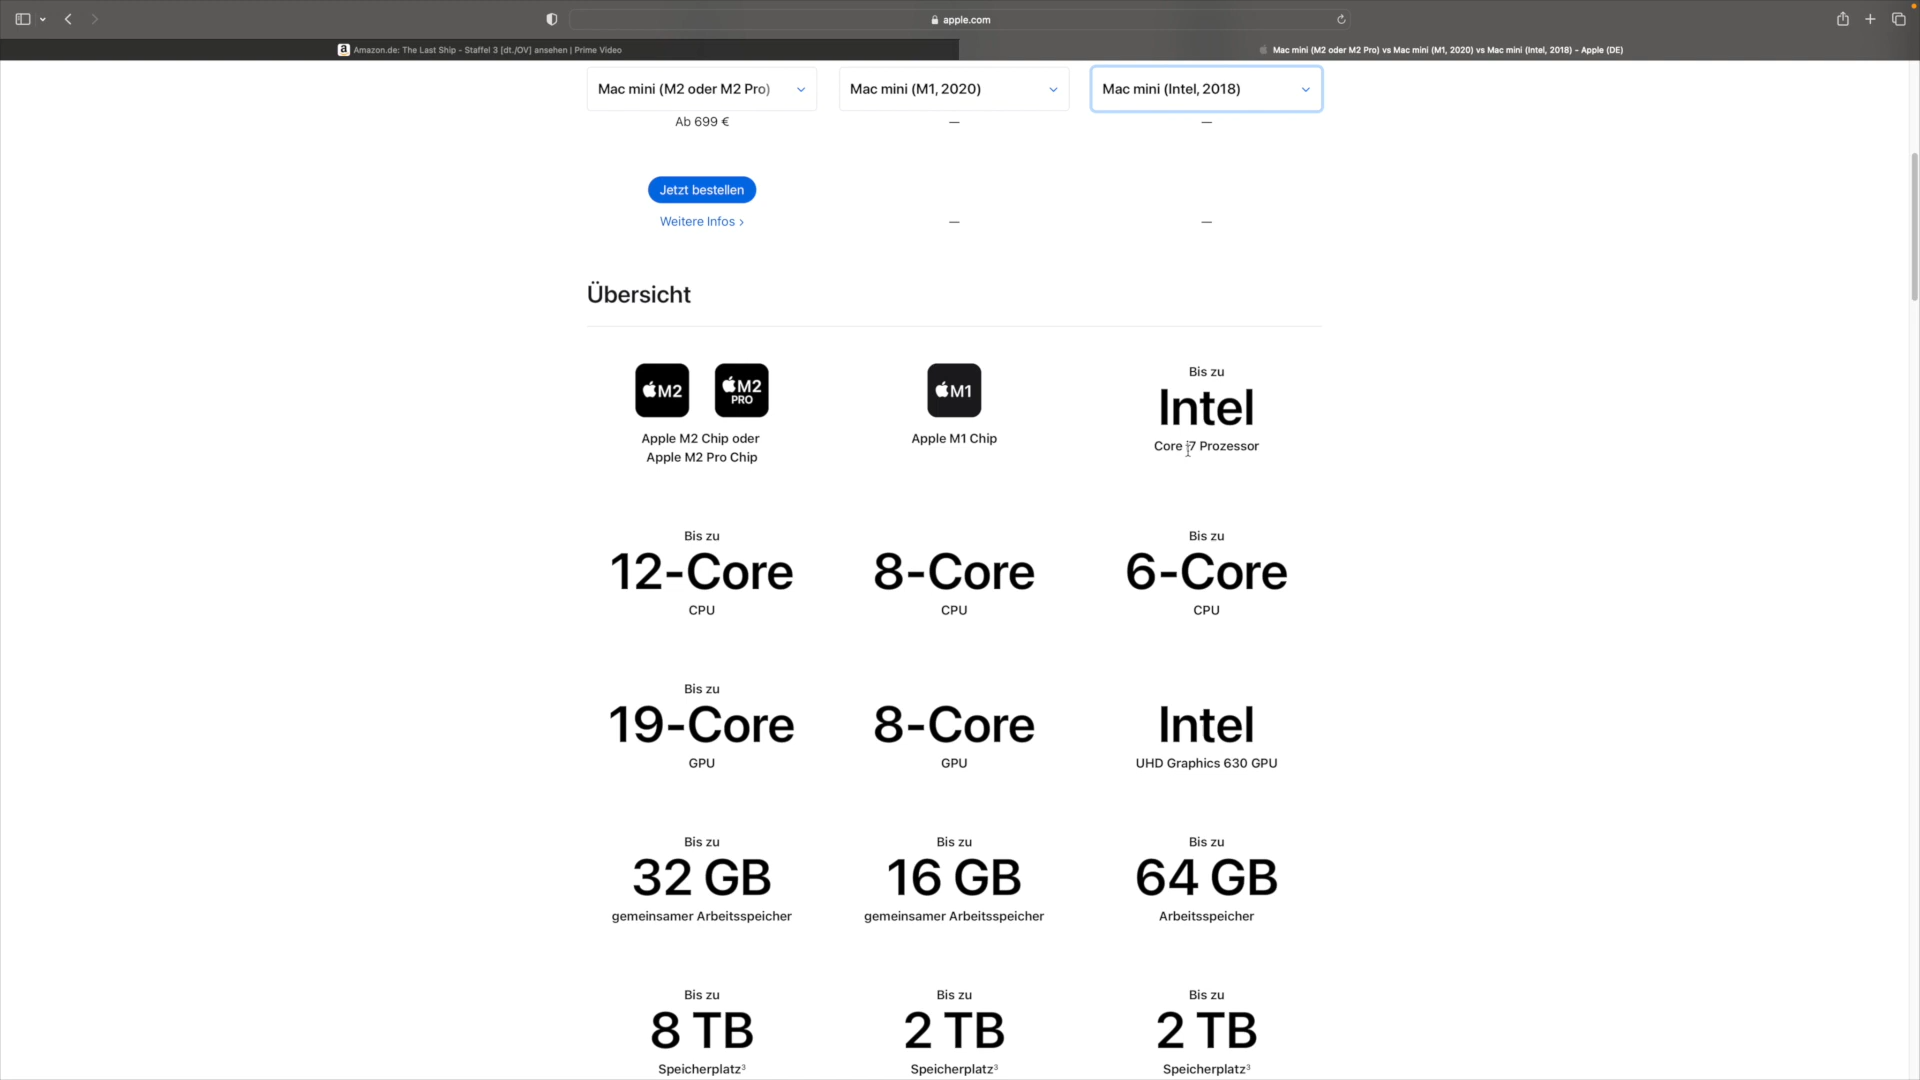 apple.com
Amazon.de: The Last Ship - Staffel 3 [dt./OV] ansehen | Prime Video
Mac mini (M2 oder M2 Pro) vs Mac mini (M1, 2020) vs Mac mini (Intel, 2018) - Apple (DE)
Mac mini (M2 oder M2 Pro)
Mac mini (M1, 2020)
Mac mini (Intel, 2018)
Ab 699 €
—
—
Jetzt bestellen
Weitere Infos >
—
—
Übersicht
M2
M2
PRO
Apple M2 Chip oder
Apple M2 Pro Chip
M1
Apple M1 Chip
Bis zu
Intel
Core i7 Prozessor
Bis zu
12-Core
CPU
8-Core
CPU
Bis zu
6-Core
CPU
Bis zu
19-Core
GPU
8-Core
GPU
Intel
UHD Graphics 630 GPU
Bis zu
32 GB
gemeinsamer Arbeitsspeicher
Bis zu
16 GB
gemeinsamer Arbeitsspeicher
Bis zu
64 GB
Arbeitsspeicher
Bis zu
8 TB
Speicherplatz³
Bis zu
2 TB
Speicherplatz³
Bis zu
2 TB
Speicherplatz³